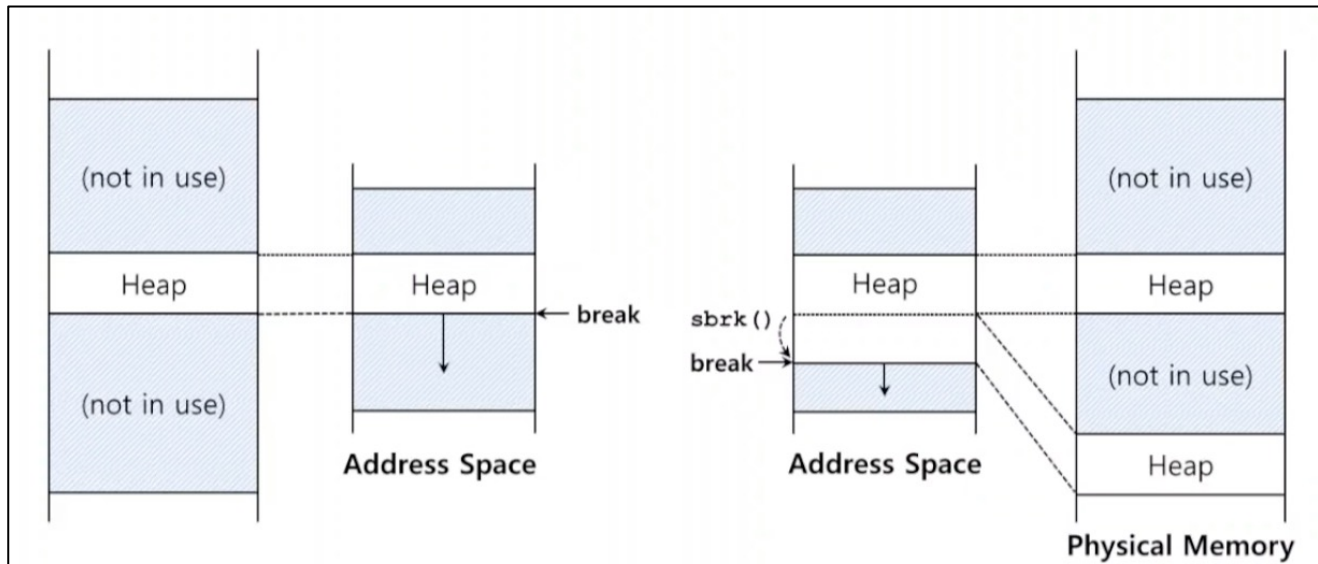 (not in use)
Heap
(not in use)
Heap
break
Address Space
Heap
sbrk()
break
Address Space
(not in use)
Heap
(not in use)
Heap
Physical Memory